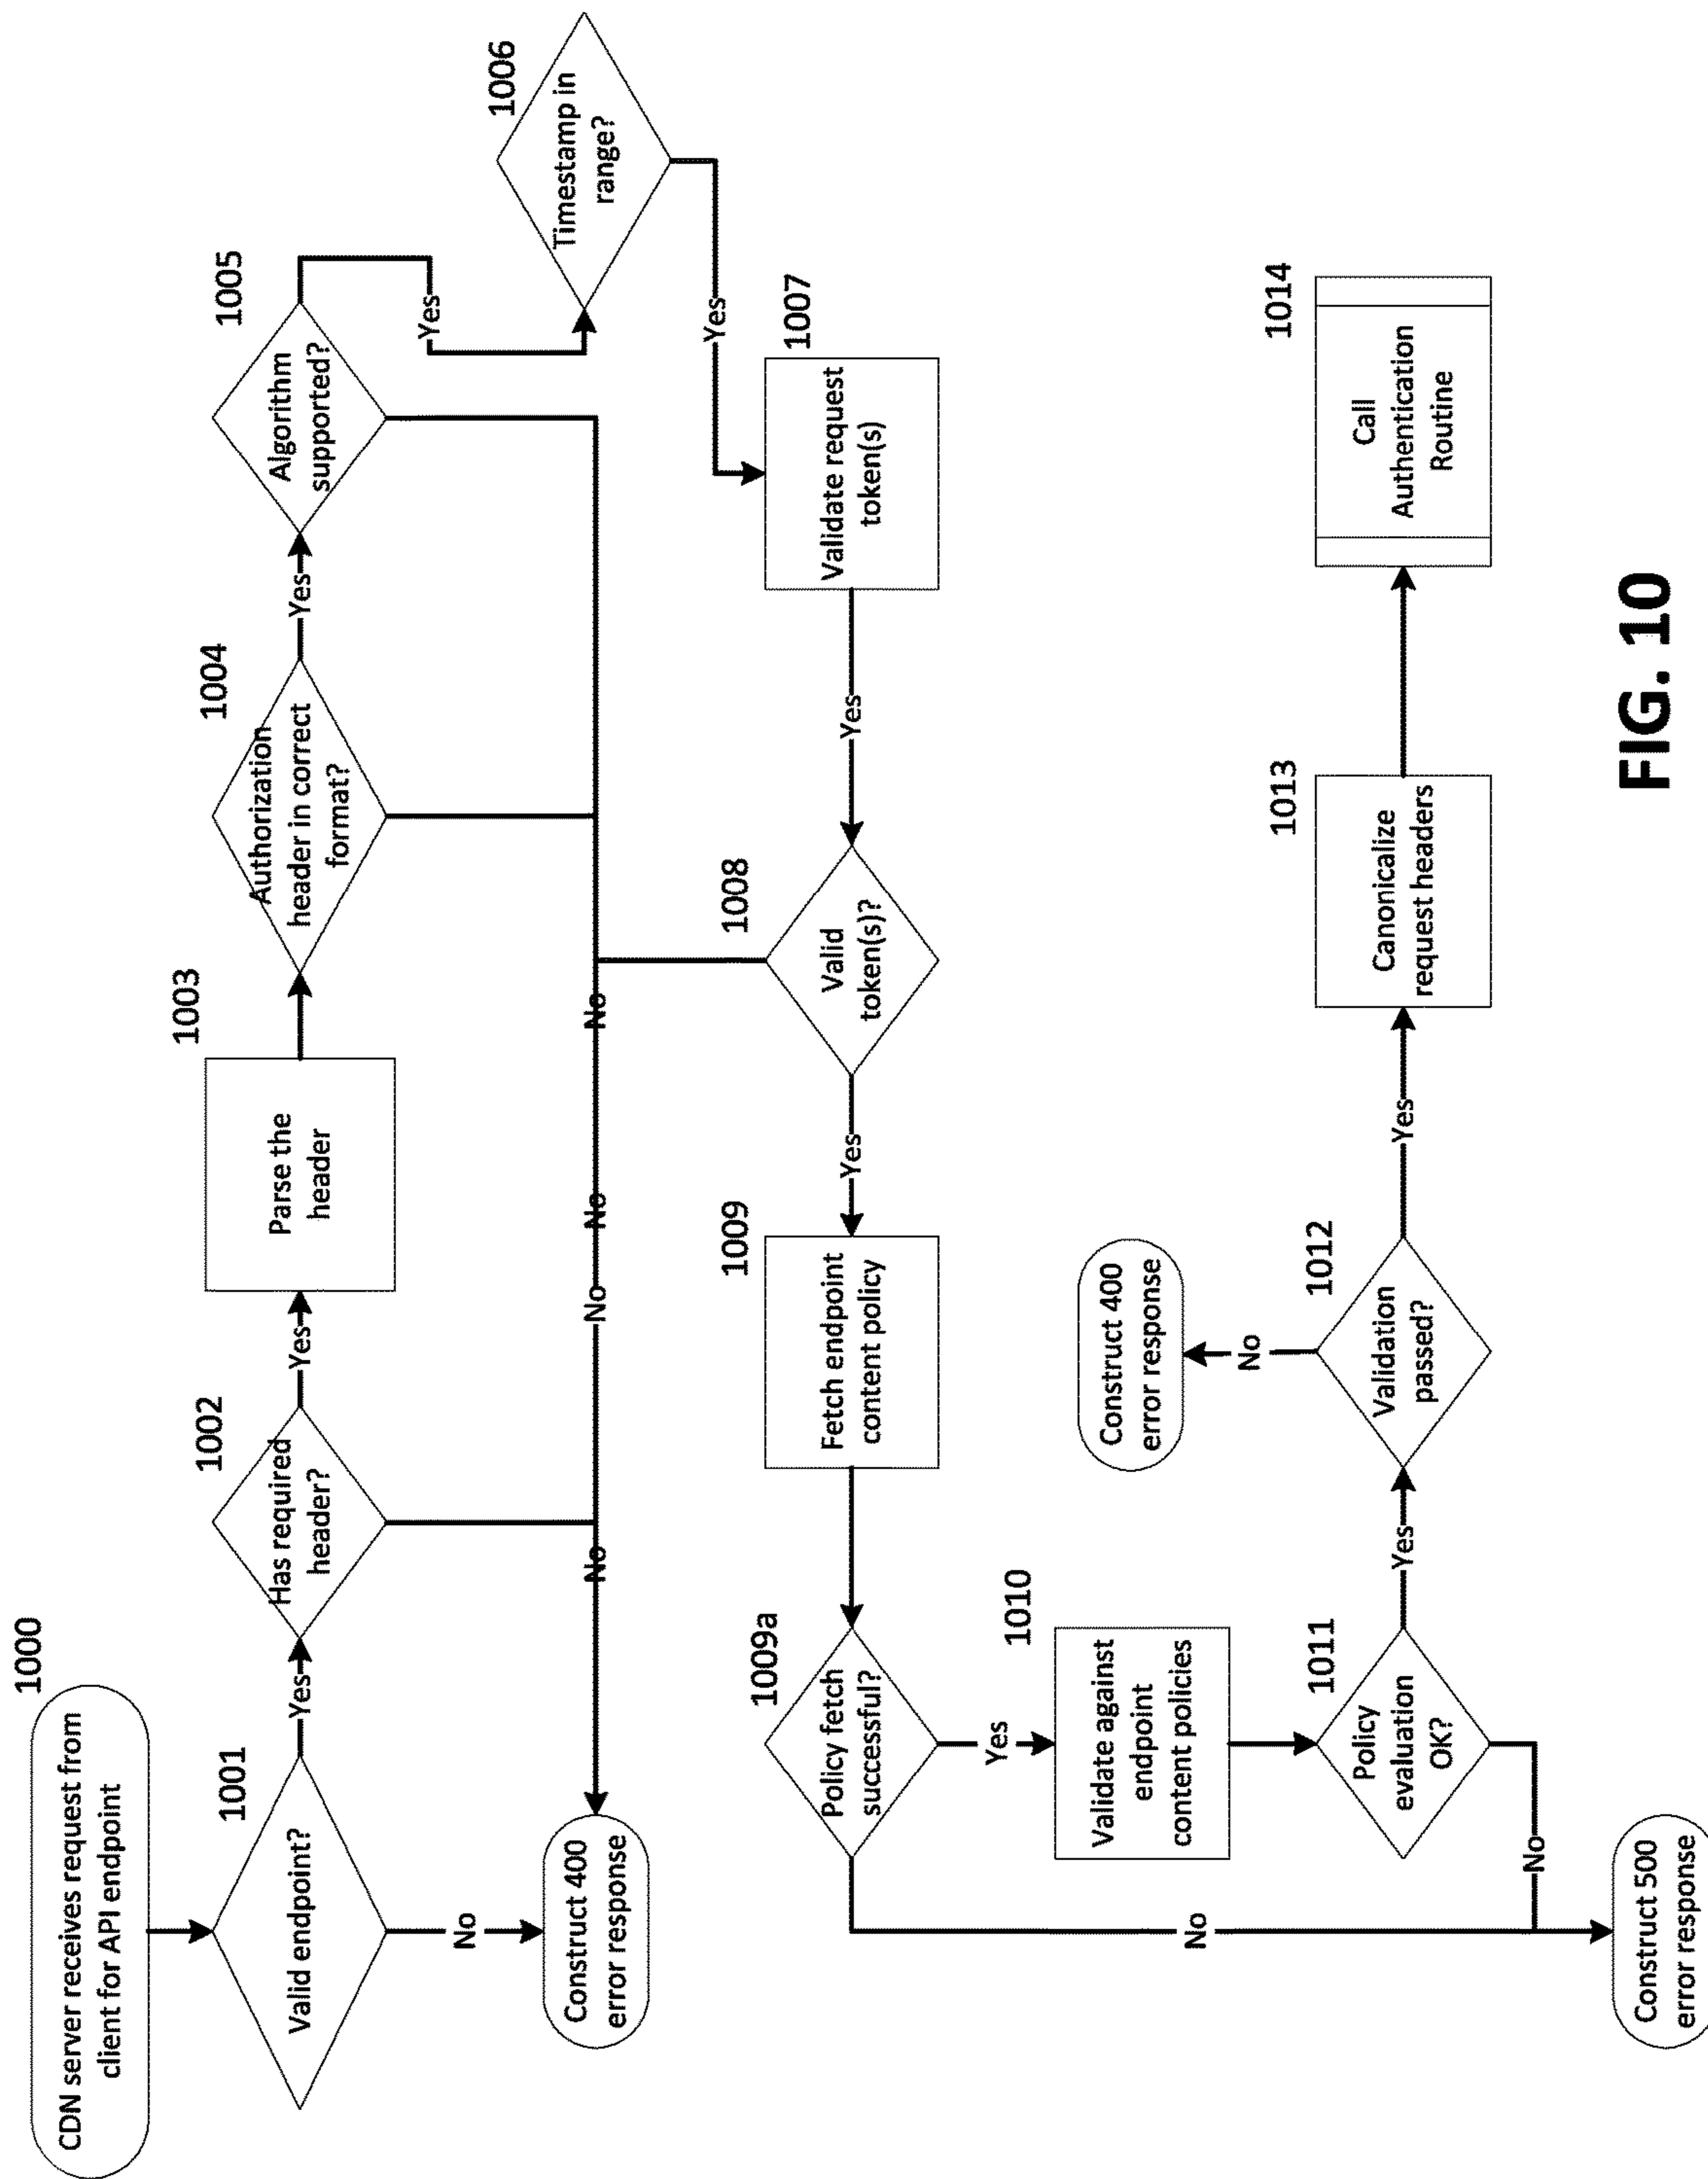 1000
CDN server receives request from
client for API endpoint
1001
Valid endpoint?
Yes
No
Construct 400
error response
1002
Has required
header?
Yes
1003
Parse the
header
1004
Authorization
header in correct
format?
Yes
1005
Algorithm
supported?
Yes
1006
Timestamp in
range?
Yes
No
No
No
No
1007
Validate request
token(s)
Yes
1008
Valid
token(s)?
Yes
1009
Fetch endpoint
content policy
1009a
Policy fetch
successful?
Yes
No
1010
Validate against
endpoint
content policies
1011
Policy
evaluation
OK?
Yes
No
Construct 500
error response
1012
Validation
passed?
No
Construct 400
error response
Yes
1013
Canonicalize
request headers
1014
Call
Authentication
Routine
FIG. 10